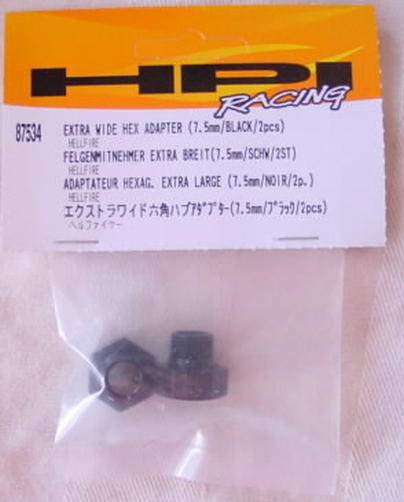 HPI
RACING
87534 EXTRA WIDE HEX ADAPTER (7.5mm/BLACK/2pcs)
HELLFIRE
FELGENMITNEHMER EXTRA BREIT(7.5mm/SCHW/2ST)
HELLFIRE
ADAPTATEUR HEXAG. EXTRA LARGE (7.5mm/NOIR/2p.)
HELLFIRE
エクストラワイド六角ハブアダプター(7.5mm/ブラック/2pcs)
ヘルファイヤー